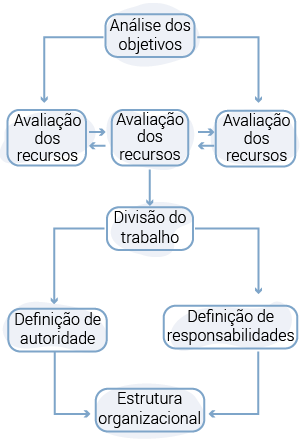 Análise dos
objetivos
Avaliação
dos
recursos
Avaliação
dos
recursos
Avaliação
dos
recursos
Divisão do
trabalho
Definição de
autoridade
Definição de
responsabilidades
Estrutura
organizacional